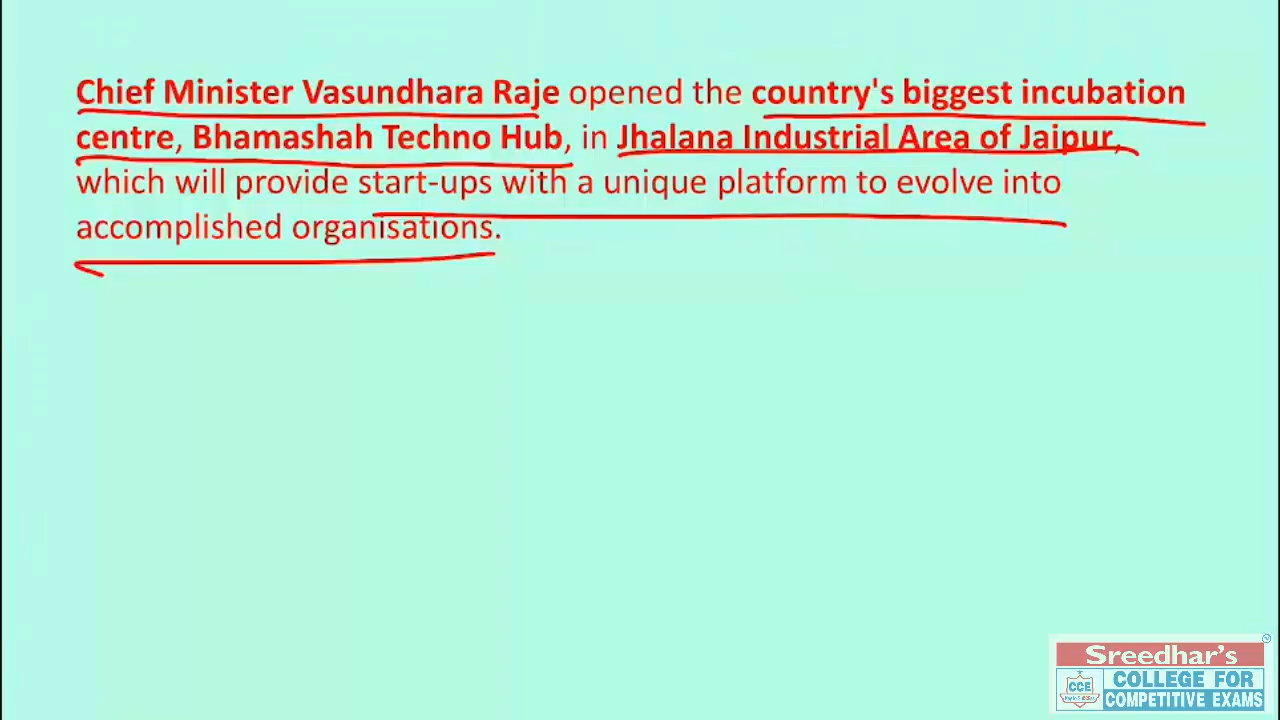 Chief Minister Vasundhara Raje opened the country's biggest incubation
centre, Bhamashah Techno Hub, in Jhalana Industrial Area of Jaipur,
which will provide start-ups with a unique platform to evolve into
accomplished organisations.
Sreedhar's
CCE
COLLEGE FOR
COMPETITIVE EXAMS